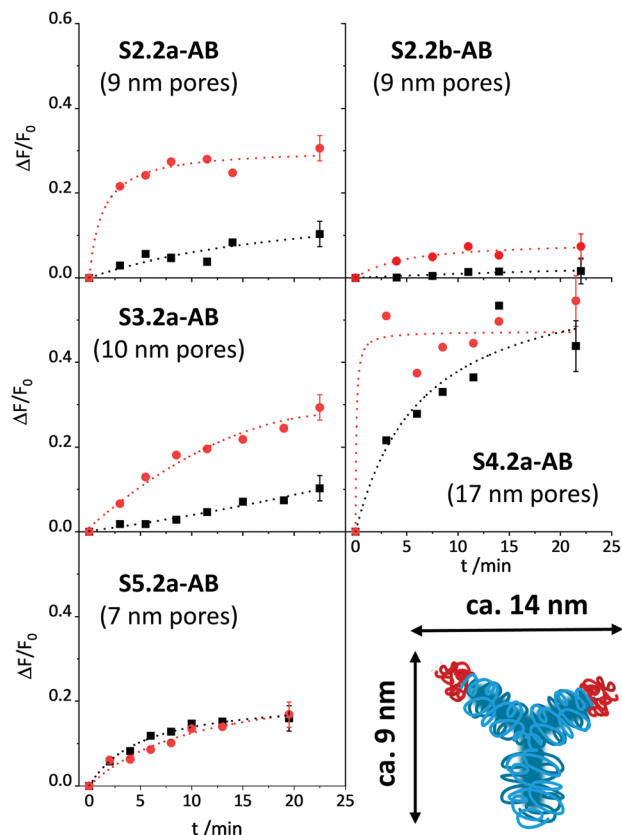 S2.2a-AB
(9 nm pores)
S2.2b-AB
(9 nm pores)
0.6
0.4
0.2
0.0
ΔF/F0
S3.2a-AB
(10 nm pores)
S4.2a-AB
(17 nm pores)
0.4
0.2
0.0
ΔF/F0
0 5 10 15 20 25
t /min
S5.2a-AB
(7 nm pores)
0.4
0.2
0.0
ΔF/F0
0 5 10 15 20 25
t /min
ca. 14 nm
ca. 9 nm